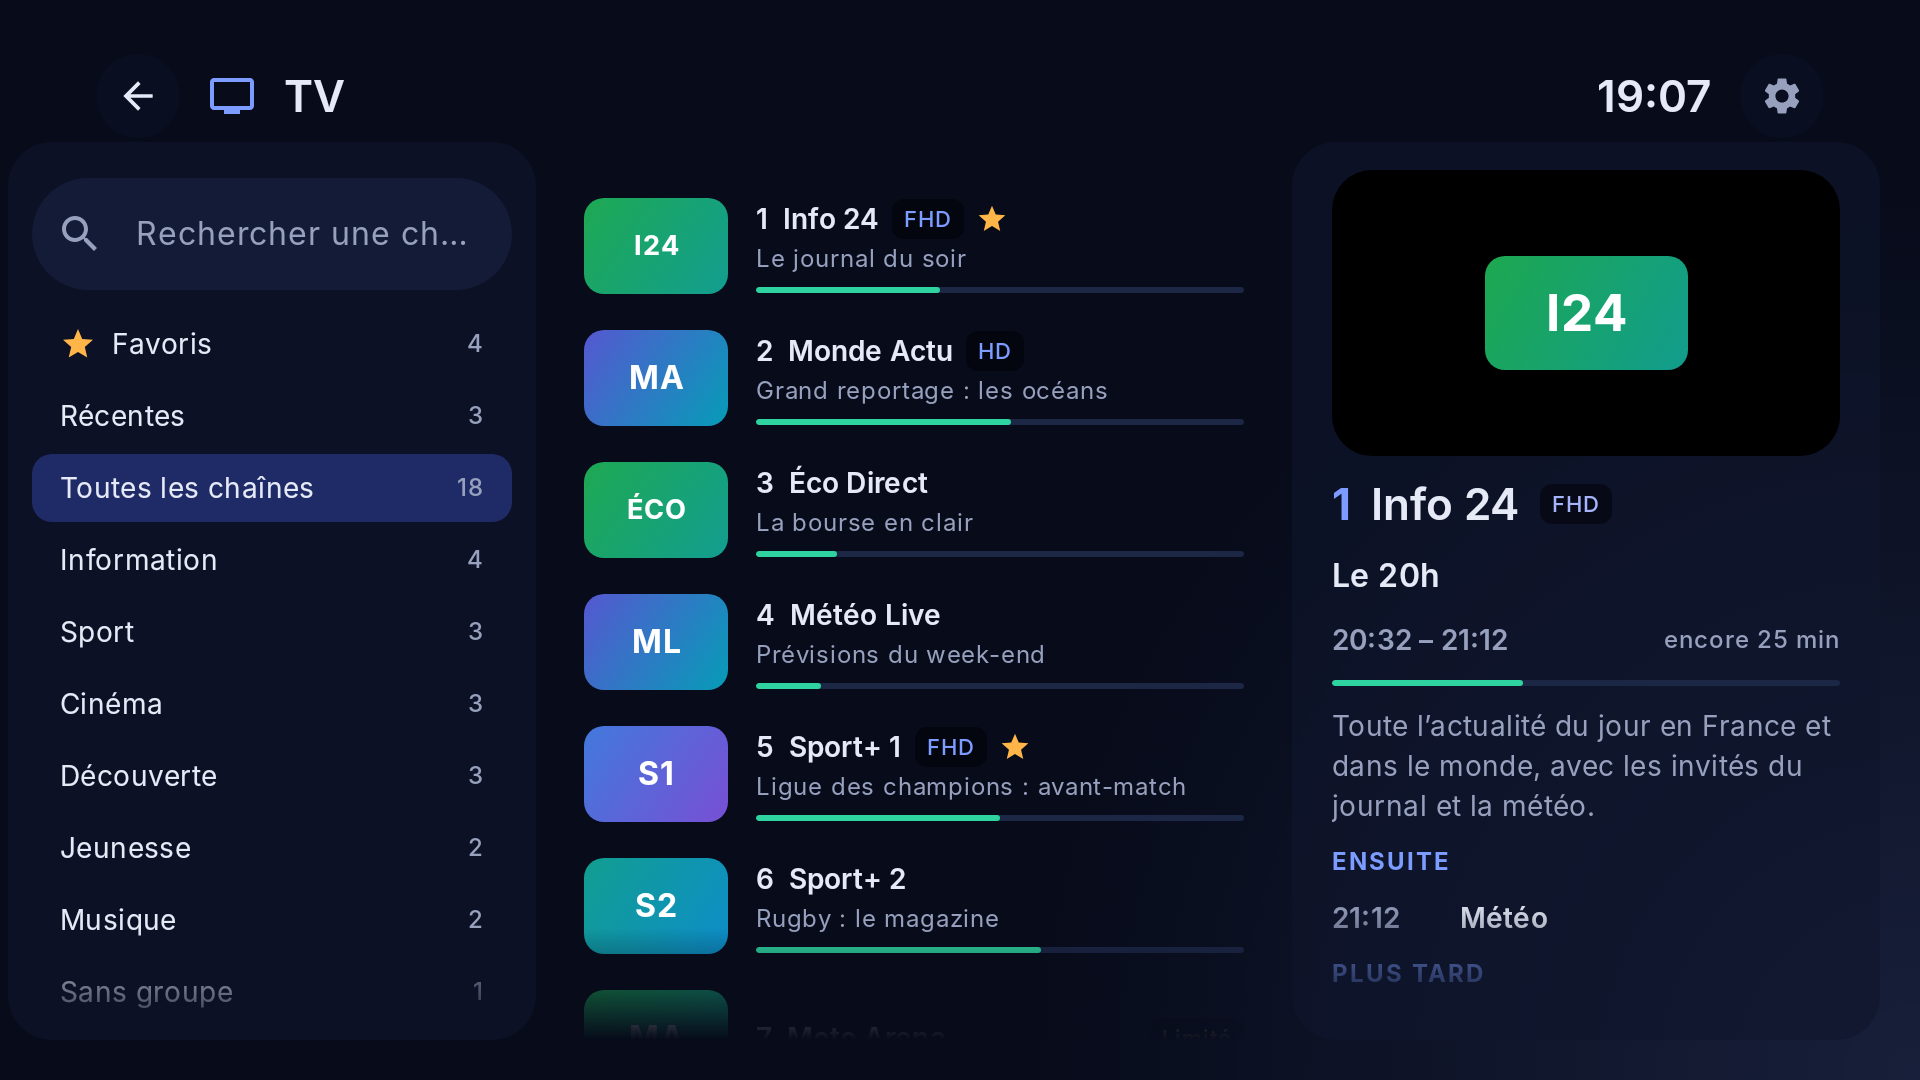 TV
19:07
Rechercher une ch...
Favoris 4
Récentes 3
Toutes les chaînes 18
Information 4
Sport 3
Cinéma 3
Découverte 3
Jeunesse 2
Musique 2
Sans groupe 1
I24
1 Info 24 FHD
Le journal du soir
MA
2 Monde Actu HD
Grand reportage : les océans
ÉCO
3 Éco Direct
La bourse en clair
ML
4 Météo Live
Prévisions du week-end
S1
5 Sport+ 1 FHD
Ligue des champions : avant-match
S2
6 Sport+ 2
Rugby : le magazine
MA
7 Moto Arena Limité
I24
1 Info 24 FHD
Le 20h
20:32 – 21:12 encore 25 min
Toute l’actualité du jour en France et
dans le monde, avec les invités du
journal et la météo.
ENSUITE
21:12 Météo
PLUS TARD